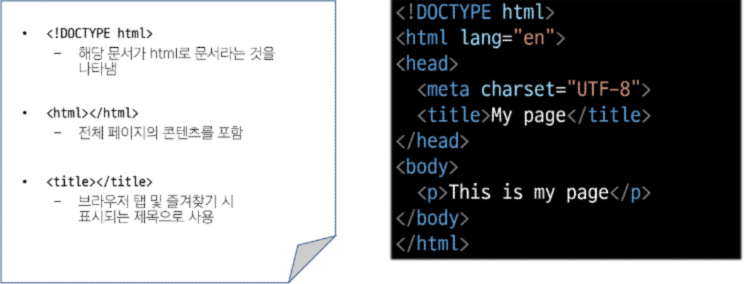 • <!DOCTYPE html>
– 해당 문서가 html로 문서라는 것을
나타냄
• <html></html>
– 전체 페이지의 콘텐츠를 포함
• <title></title>
– 브라우저 탭 및 즐겨찾기 시
표시되는 제목으로 사용
<!DOCTYPE html>
<html lang="en">
<head>
  <meta charset="UTF-8">
  <title>My page</title>
</head>
<body>
  <p>This is my page</p>
</body>
</html>